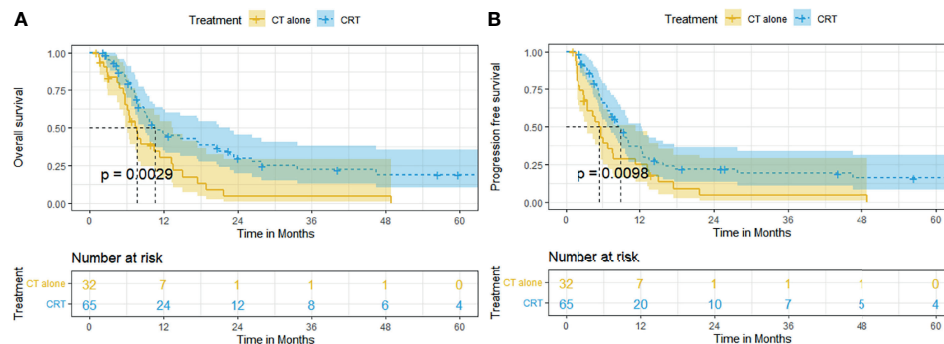 A
Treatment CT alone CRT
Overall survival
1.00
0.75
0.50
0.25
0.00
p = 0.0029
0 12 24 36 48 60
Time in Months
Number at risk
Treatment
CT alone 32 7 1 1 1 0
CRT 65 24 12 8 6 4
0 12 24 36 48 60
Time in Months
B
Treatment CT alone CRT
Progression free survival
1.00
0.75
0.50
0.25
0.00
p = 0.0098
0 12 24 36 48 60
Time in Months
Number at risk
Treatment
CT alone 32 7 1 1 1 0
CRT 65 20 10 7 5 4
0 12 24 36 48 60
Time in Months